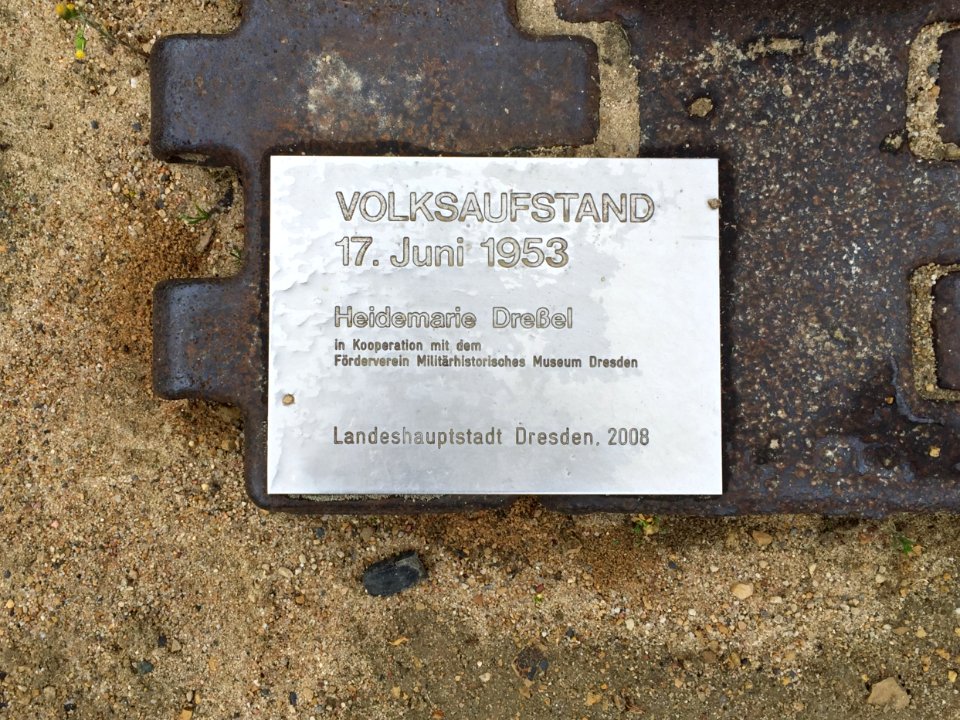 VOLKSAUFSTAND
17. Juni 1953
Heidemarie Dreßel
in Kooperation mit dem
Förderverein Militärhistorisches Museum Dresden
Landeshauptstadt Dresden, 2008